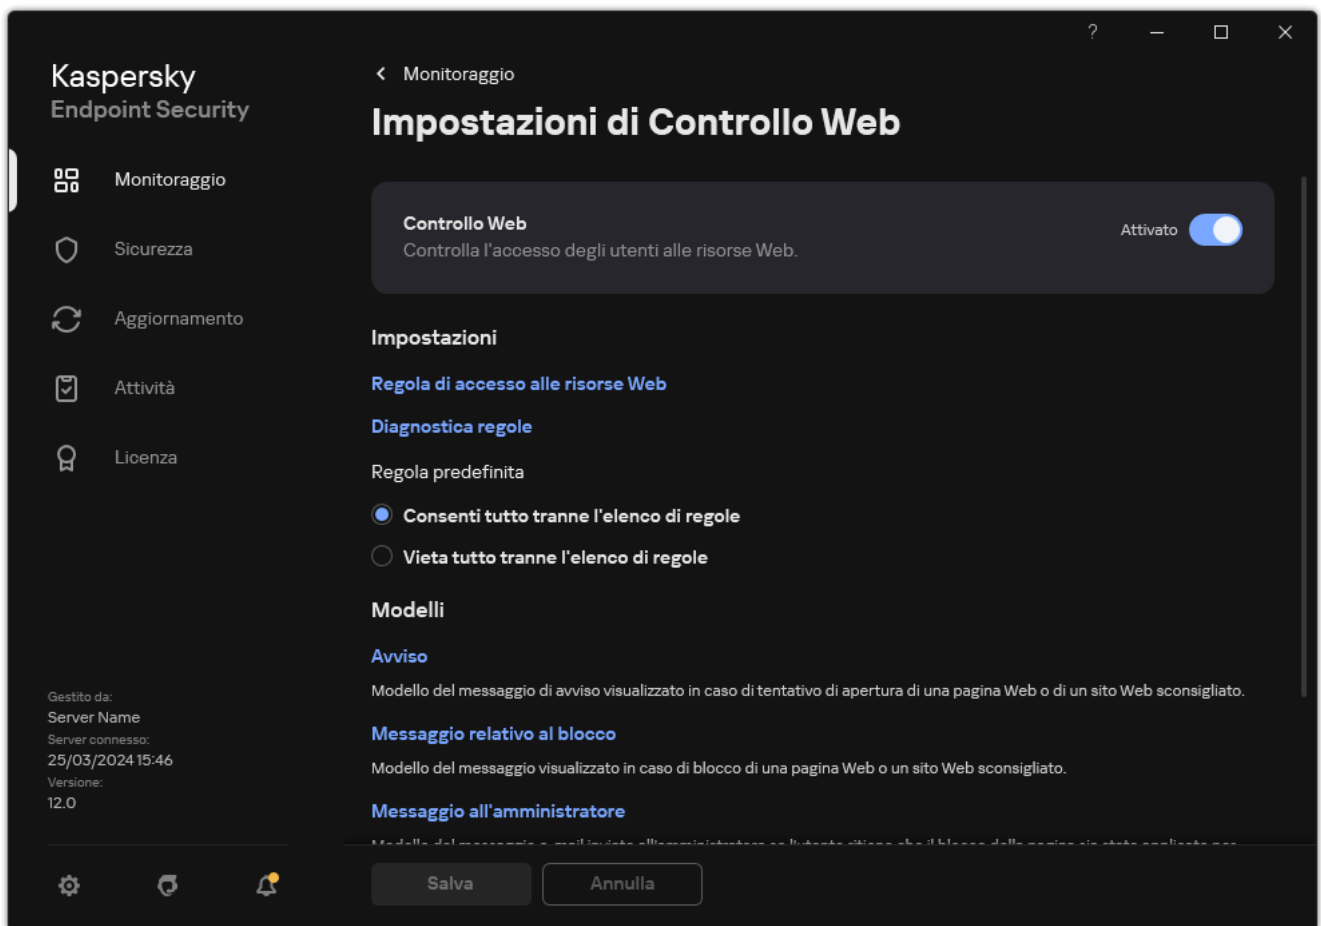 ?
Kaspersky
Endpoint Security
Monitoraggio
Sicurezza
Aggiornamento
Attività
Licenza
Gestito da:
Server Name
Server connesso:
25/03/2024 15:46
Versione:
12.0
Monitoraggio
Impostazioni di Controllo Web
Controllo Web
Controlla l'accesso degli utenti alle risorse Web.
Attivato
Impostazioni
Regola di accesso alle risorse Web
Diagnostica regole
Regola predefinita
Consenti tutto tranne l'elenco di regole
Vieta tutto tranne l'elenco di regole
Modelli
Avviso
Modello del messaggio di avviso visualizzato in caso di tentativo di apertura di una pagina Web o di un sito Web sconsigliato.
Messaggio relativo al blocco
Modello del messaggio visualizzato in caso di blocco di una pagina Web o un sito Web sconsigliato.
Messaggio all'amministratore
Salva
Annulla